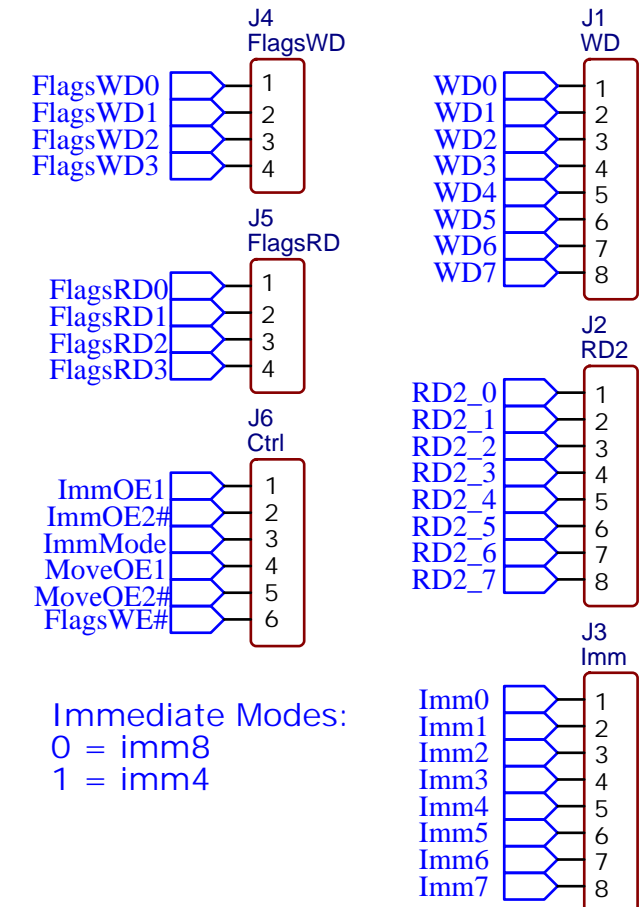 J4
FlagsWD
FlagsWD0 1
FlagsWD1 2
FlagsWD2 3
FlagsWD3 4
J5
FlagsRD
FlagsRD0 1
FlagsRD1 2
FlagsRD2 3
FlagsRD3 4
J6
Ctrl
ImmOE1 1
ImmOE2# 2
ImmMode 3
MoveOE1 4
MoveOE2# 5
FlagsWE# 6
Immediate Modes:
0 = imm8
1 = imm4
J1
WD
WD0 1
WD1 2
WD2 3
WD3 4
WD4 5
WD5 6
WD6 7
WD7 8
J2
RD2
RD2_0 1
RD2_1 2
RD2_2 3
RD2_3 4
RD2_4 5
RD2_5 6
RD2_6 7
RD2_7 8
J3
Imm
Imm0 1
Imm1 2
Imm2 3
Imm3 4
Imm4 5
Imm5 6
Imm6 7
Imm7 8